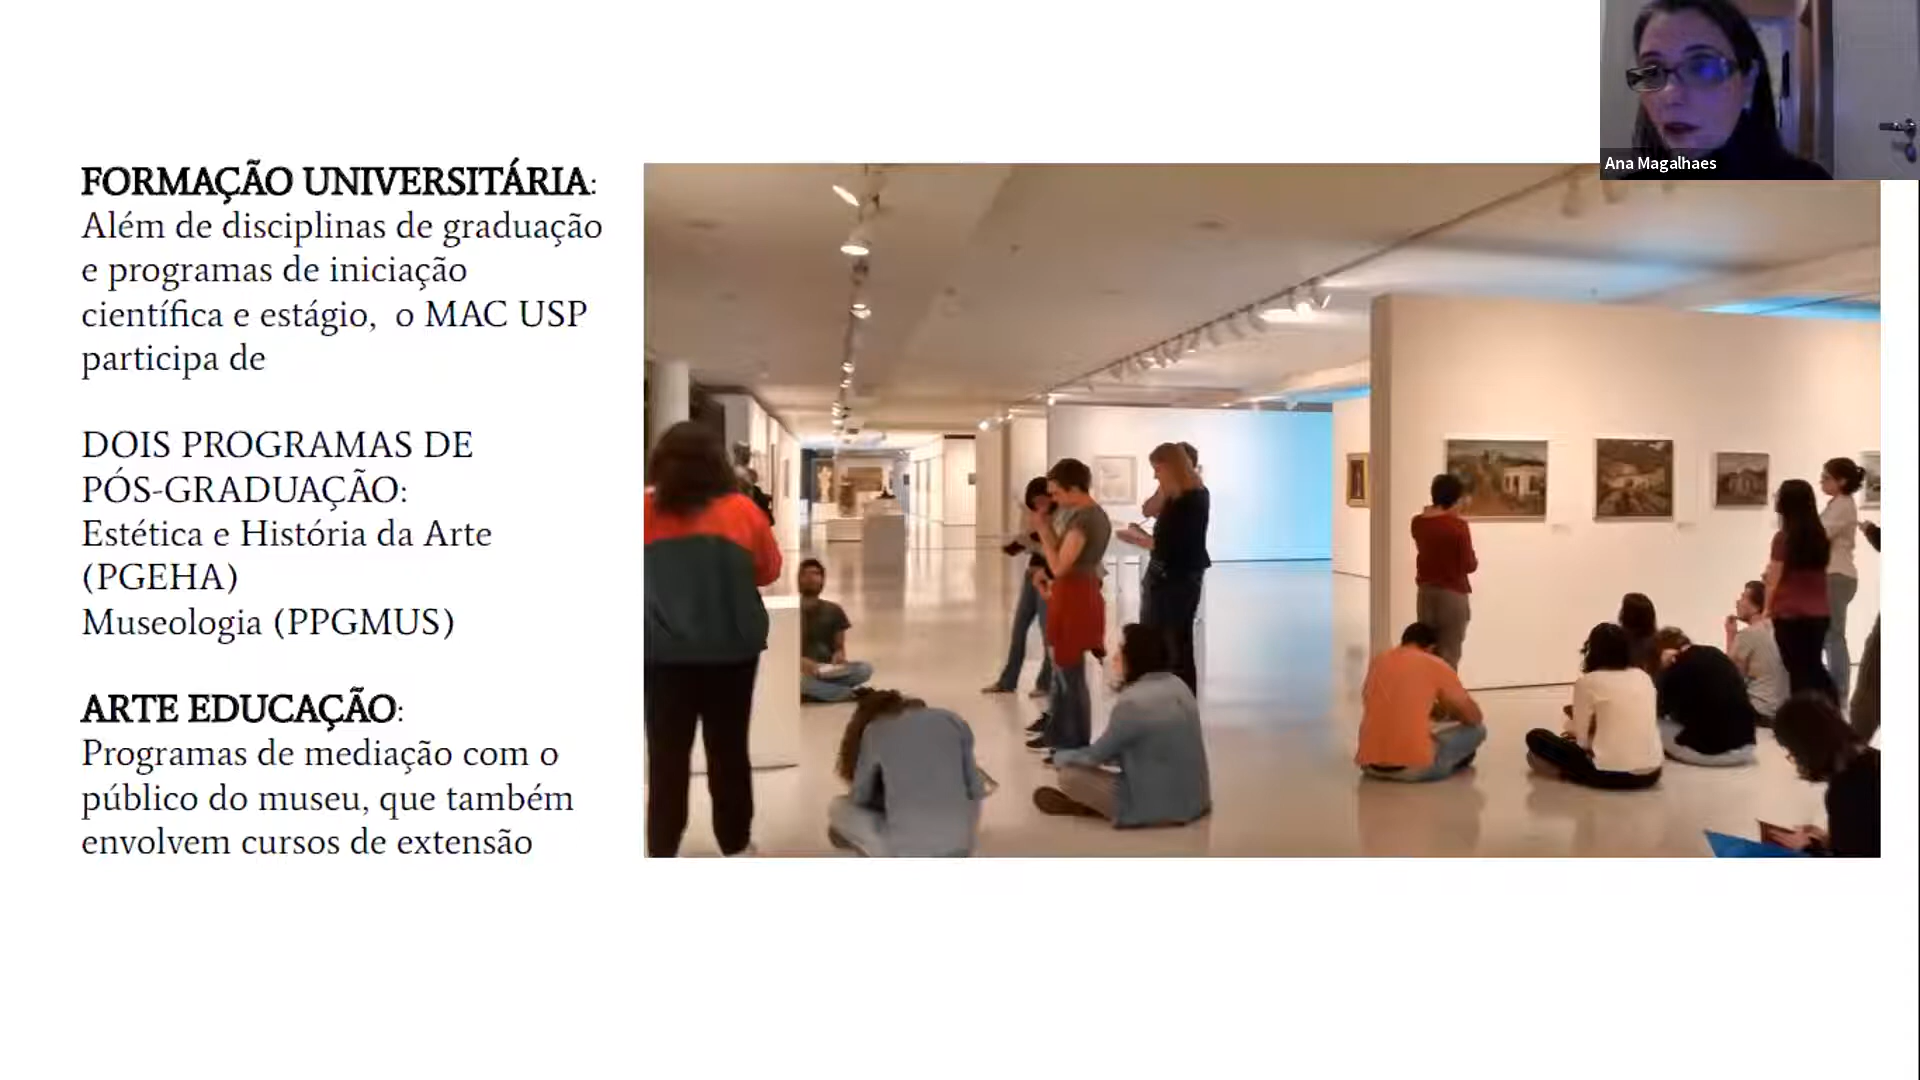 Ana Magalhaes
FORMAÇÃO UNIVERSITÁRIA:
Além de disciplinas de graduação
e programas de iniciação
científica e estágio,  o MAC USP
participa de
DOIS PROGRAMAS DE
PÓS-GRADUAÇÃO:
Estética e História da Arte
(PGEHA)
Museologia (PPGMUS)
ARTE EDUCAÇÃO:
Programas de mediação com o
público do museu, que também
envolvem cursos de extensão